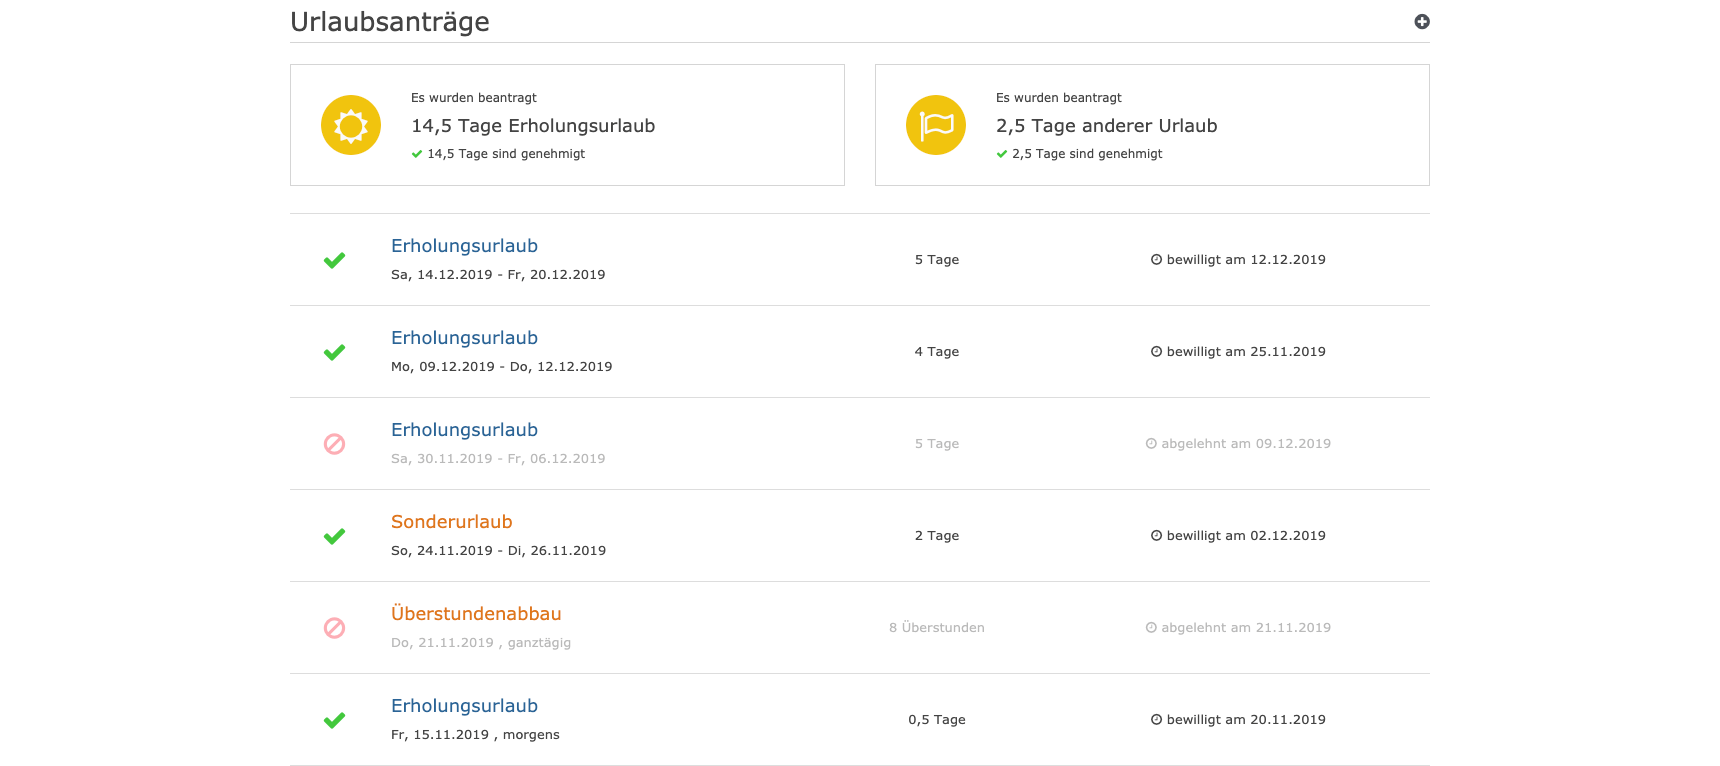 Urlaubsanträge
Es wurden beantragt
14,5 Tage Erholungsurlaub
14,5 Tage sind genehmigt
Es wurden beantragt
2,5 Tage anderer Urlaub
2,5 Tage sind genehmigt
Erholungsurlaub
Sa, 14.12.2019 - Fr, 20.12.2019
5 Tage
bewilligt am 12.12.2019
Erholungsurlaub
Mo, 09.12.2019 - Do, 12.12.2019
4 Tage
bewilligt am 25.11.2019
Erholungsurlaub
Sa, 30.11.2019 - Fr, 06.12.2019
5 Tage
abgelehnt am 09.12.2019
Sonderurlaub
So, 24.11.2019 - Di, 26.11.2019
2 Tage
bewilligt am 02.12.2019
Überstundenabbau
Do, 21.11.2019 , ganztägig
8 Überstunden
abgelehnt am 21.11.2019
Erholungsurlaub
Fr, 15.11.2019 , morgens
0,5 Tage
bewilligt am 20.11.2019